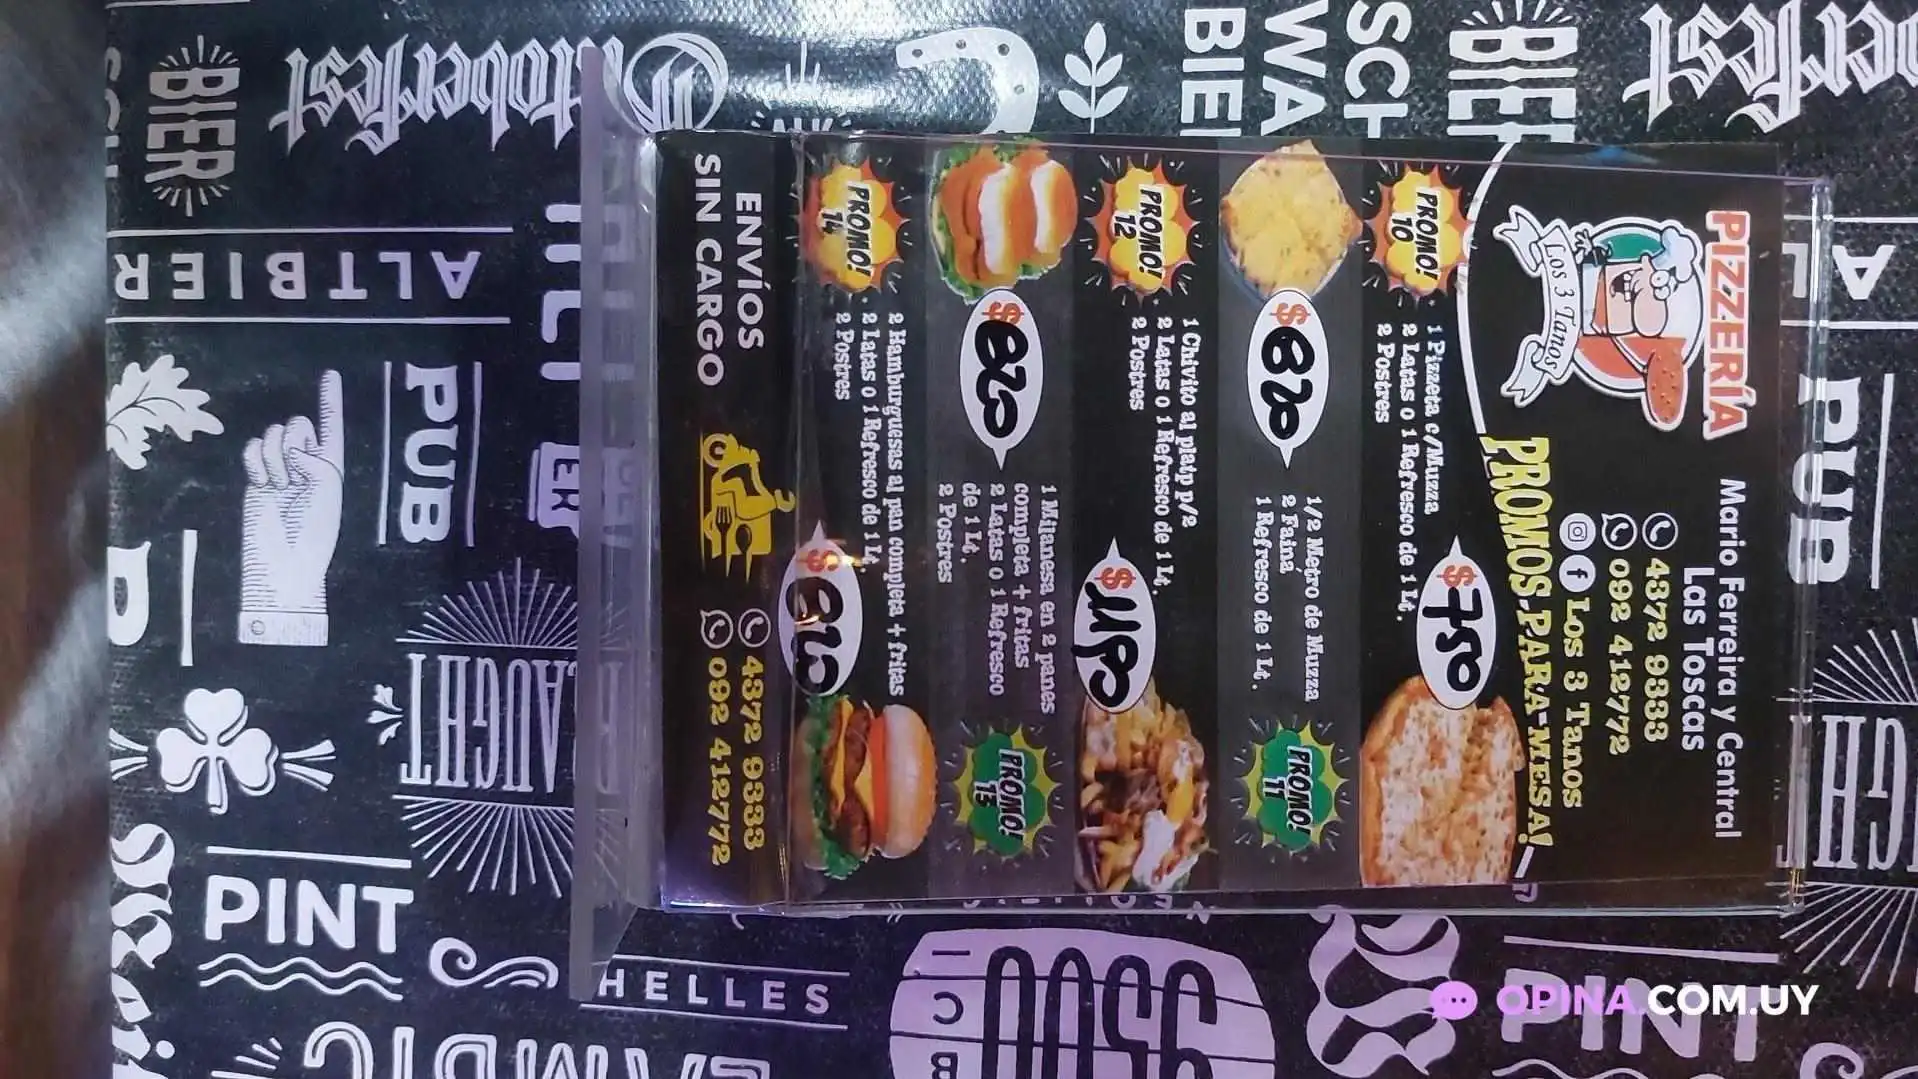 PIZZERÍA
Los 3 Tanos
Mario Ferreira y Central
Las Toscas
4372 9383
092 412772
Los 3 Tanos
PROMOS PARA MESA!
PROMO!
10
1 Pizzeta c/Muzza
2 Latas o 1 Refresco de 1 Lt.
2 Postres
$750
$820
1/2 Metro de Muzza
2 Fainá
1 Refresco de 1 Lt.
PROMO!
11
PROMO!
12
1 Chivito al platp p/2
2 Latas o 1 Refresco de 1 Lt.
2 Postres
$1190
$820
1 Milanesa en 2 panes
completa + fritas
2 Latas o 1 Refresco
de 1 Lt.
2 Postres
PROMO!
13
PROMO!
14
2 Hamburguesas al pan completa + fritas
2 Latas o 1 Refresco de 1 Lt.
2 Postres
ENVÍOS
SIN CARGO
4372 9383
092 412772
BIER
Oktoberfest
ALTBIER
PUB
PINT
HELLES
BIER
PUB
PINT
OPINA.COM.UY